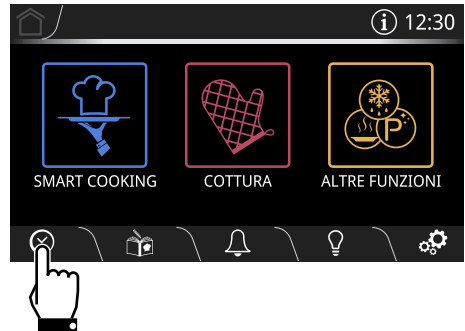 12:30
SMART COOKING
COTTURA
ALTRE FUNZIONI
P